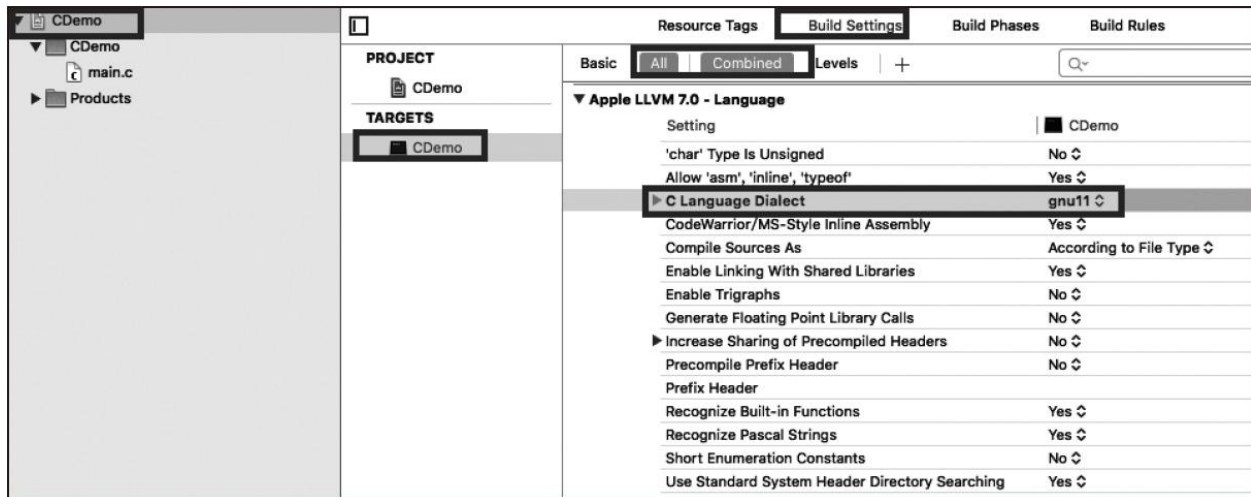 CDemo
CDemo
main.c
Products
PROJECT
CDemo
TARGETS
CDemo
Resource Tags Build Settings Build Phases Build Rules
Basic All Combined Levels +
Apple LLVM 7.0 - Language
Setting CDemo
'char' Type Is Unsigned No
Allow 'asm', 'inline', 'typeof' Yes
C Language Dialect gnu11
CodeWarrior/MS-Style Inline Assembly Yes
Compile Sources As According to File Type
Enable Linking With Shared Libraries Yes
Enable Trigraphs No
Generate Floating Point Library Calls No
Increase Sharing of Precompiled Headers No
Precompile Prefix Header No
Prefix Header
Recognize Built-in Functions Yes
Recognize Pascal Strings Yes
Short Enumeration Constants No
Use Standard System Header Directory Searching Yes